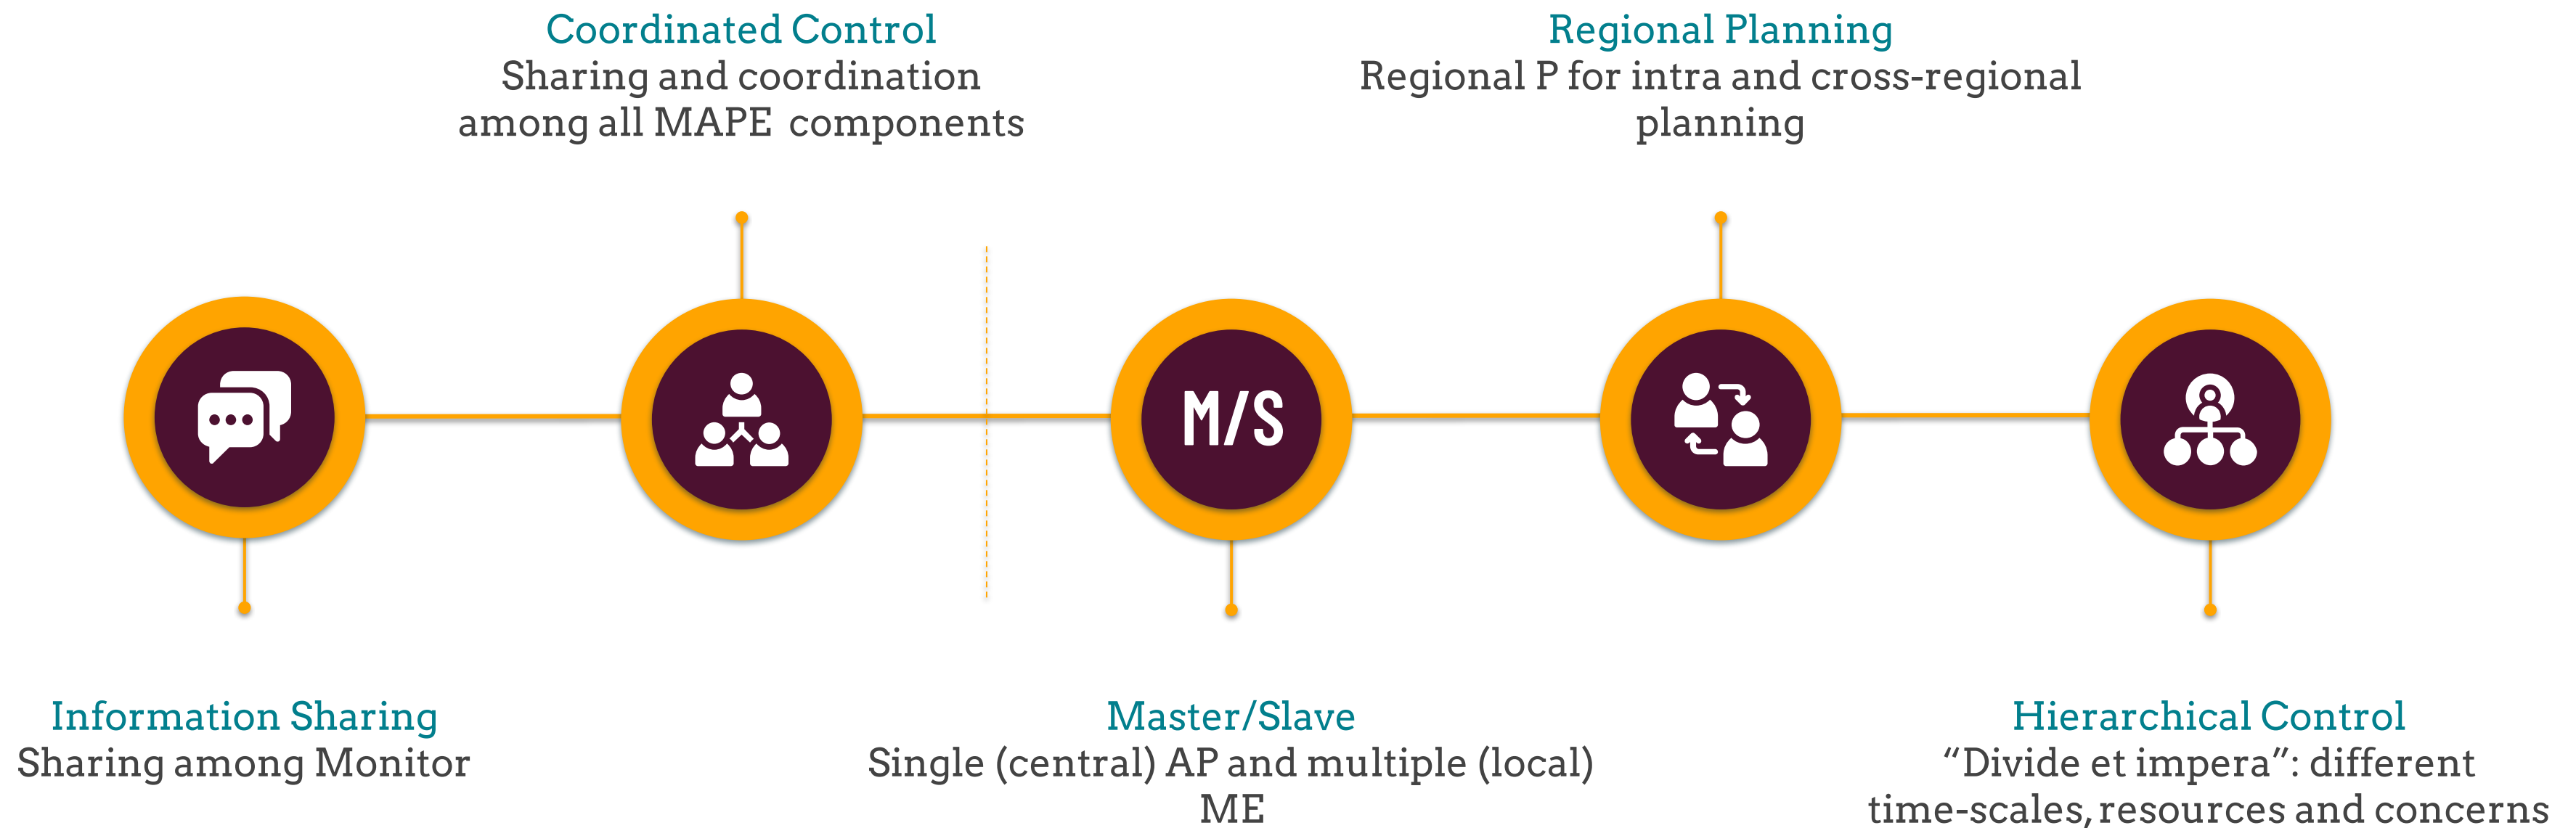 Coordinated Control
Sharing and coordination
among all MAPE components
Regional Planning
Regional P for intra and cross-regional
planning
M/S
Information Sharing
Sharing among Monitor
Master/Slave
Single (central) AP and multiple (local)
ME
Hierarchical Control
“Divide et impera”: different
time-scales, resources and concerns